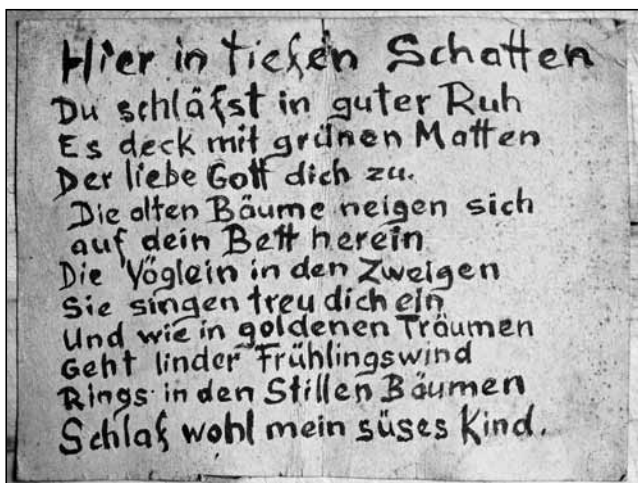 Hier in tiefen Schatten
Du schläfst in guter Ruh
Es deck mit grünen Matten
Der liebe Gott dich zu.
Die alten Bäume neigen sich
auf dein Bett herein
Die Vöglein in den Zweigen
Sie singen treu dich ein
Und wie in goldenen Träumen
Geht linder Frühlingswind
Rings in den Stillen Bäumen
Schlaf wohl mein süses Kind.